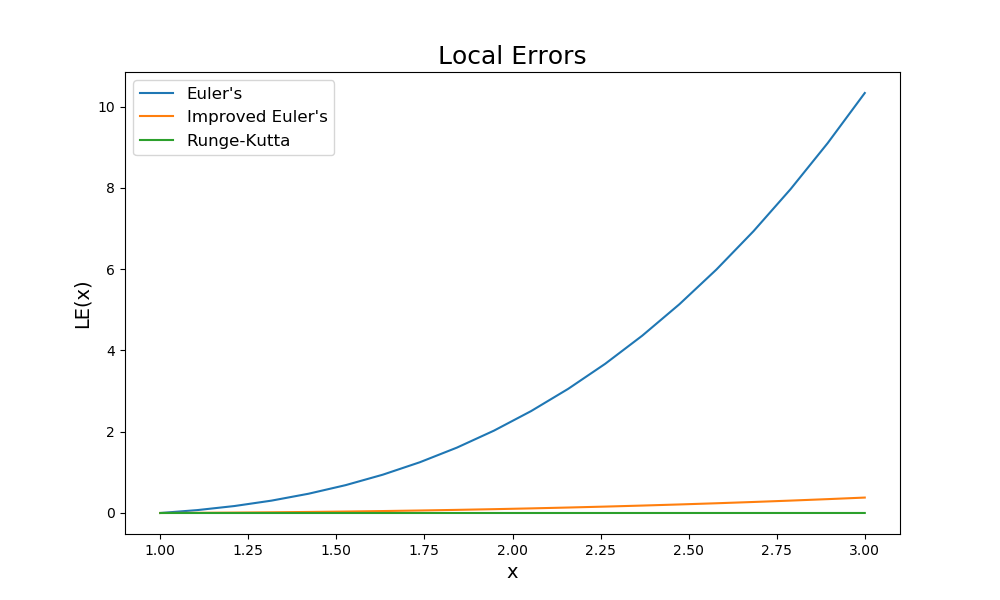 Local Errors
Euler's
Improved Euler's
Runge-Kutta
10
8
6
4
2
0
LE(x)
1.00 1.25 1.50 1.75 2.00 2.25 2.50 2.75 3.00
x